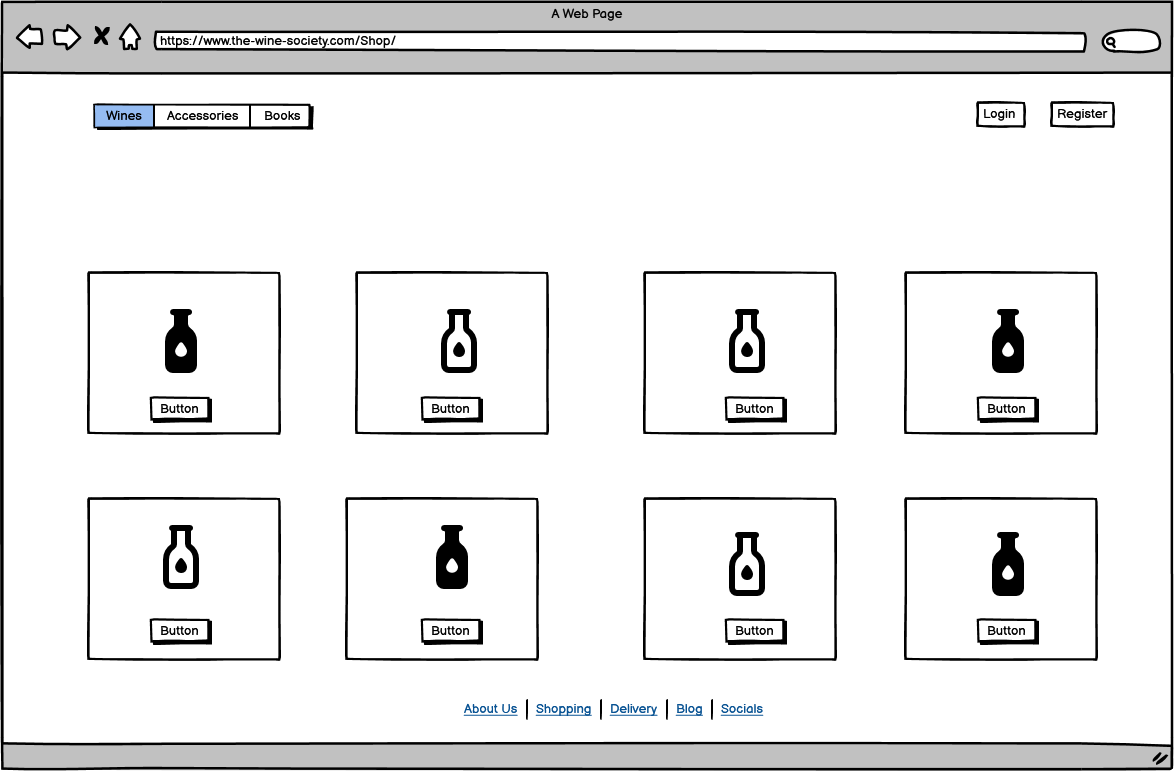 A Web Page
https://www.the-wine-society.com/Shop/
Wines Accessories Books Login Register
Button Button Button Button
Button Button Button Button
About Us Shopping Delivery Blog Socials